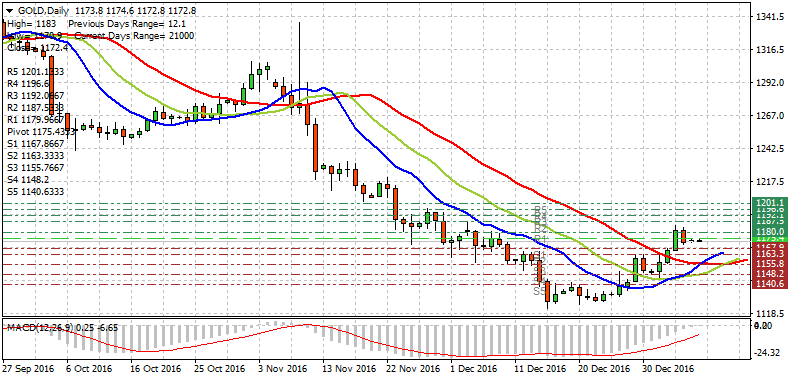 GOLD,Daily 1173.8 1174.6 1172.8 1172.8
High= 1183 Previous Days Range= 12.1
Current Days Range= 21000
Close= 1172.4
R5 1201.1333
R4 1196.6
R3 1192.0667
R2 1187.5333
R1 1179.9667
Pivot 1175.4333
S1 1167.8667
S2 1163.3333
S3 1155.7667
S4 1148.2
S5 1140.6333
1341.5
1316.5
1292.0
1267.0
1242.5
1217.5
1201.1
1187.5
1180.0
1163.3
1155.8
1148.2
1140.6
1118.5
MACD(12,26,9) 0.25 -6.65
-24.32
27 Sep 2016 6 Oct 2016 16 Oct 2016 25 Oct 2016 3 Nov 2016 13 Nov 2016 22 Nov 2016 1 Dec 2016 11 Dec 2016 20 Dec 2016 30 Dec 2016